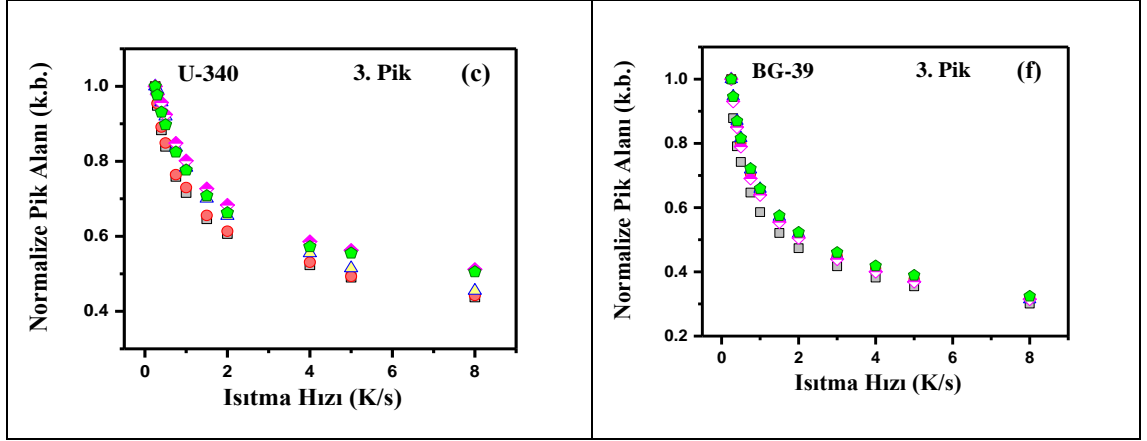 U-340 3. Pik (c)
Normalize Pik Alanı (k.b.)
1.0
0.8
0.6
0.4
0 2 4 6 8
Isıtma Hızı (K/s)
BG-39 3. Pik (f)
Normalize Pik Alanı (k.b.)
1.0
0.8
0.6
0.4
0.2
0 2 4 6 8
Isıtma Hızı (K/s)